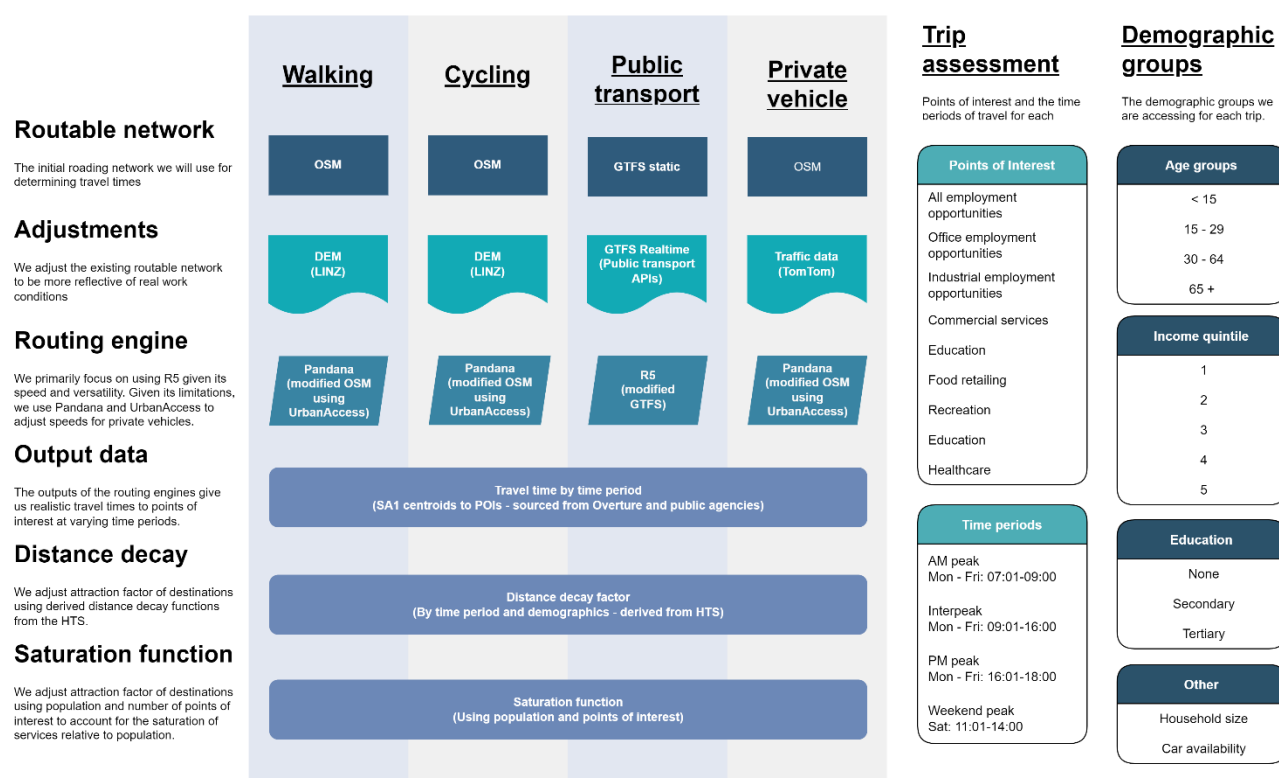 Walking
Cycling
Public
transport
Private
vehicle
Routable network
The initial roading network we will use for
determining travel times
OSM
OSM
GTFS static
OSM
Adjustments
We adjust the existing routable network
to be more reflective of real work
conditions
DEM
(LINZ)
DEM
(LINZ)
GTFS Realtime
(Public transport
APIs)
Traffic data
(TomTom)
Routing engine
We primarily focus on using R5 given its
speed and versatility. Given its limitations,
we use Pandana and UrbanAccess to
adjust speeds for private vehicles.
Pandana
(modified OSM
using
UrbanAccess)
Pandana
(modified OSM
using
UrbanAccess)
R5
(modified
GTFS)
Pandana
(modified OSM
using
UrbanAccess)
Output data
The outputs of the routing engines give
us realistic travel times to points of
interest at varying time periods.
Travel time by time period
(SA1 centroids to POIs - sourced from Overture and public agencies)
Distance decay
We adjust attraction factor of destinations
using derived distance decay functions
from the HTS.
Distance decay factor
(By time period and demographics - derived from HTS)
Saturation function
We adjust attraction factor of destinations
using population and number of points of
interest to account for the saturation of
services relative to population.
Saturation function
(Using population and points of interest)
Trip
assessment
Points of interest and the time
periods of travel for each
Points of Interest
All employment
opportunities
Office employment
opportunities
Industrial employment
opportunities
Commercial services
Education
Food retailing
Recreation
Education
Healthcare
Time periods
AM peak
Mon - Fri: 07:01-09:00
Interpeak
Mon - Fri: 09:01-16:00
PM peak
Mon - Fri: 16:01-18:00
Weekend peak
Sat: 11:01-14:00
Demographic
groups
The demographic groups we
are accessing for each trip.
Age groups
< 15
15 - 29
30 - 64
65 +
Income quintile
1
2
3
4
5
Education
None
Secondary
Tertiary
Other
Household size
Car availability